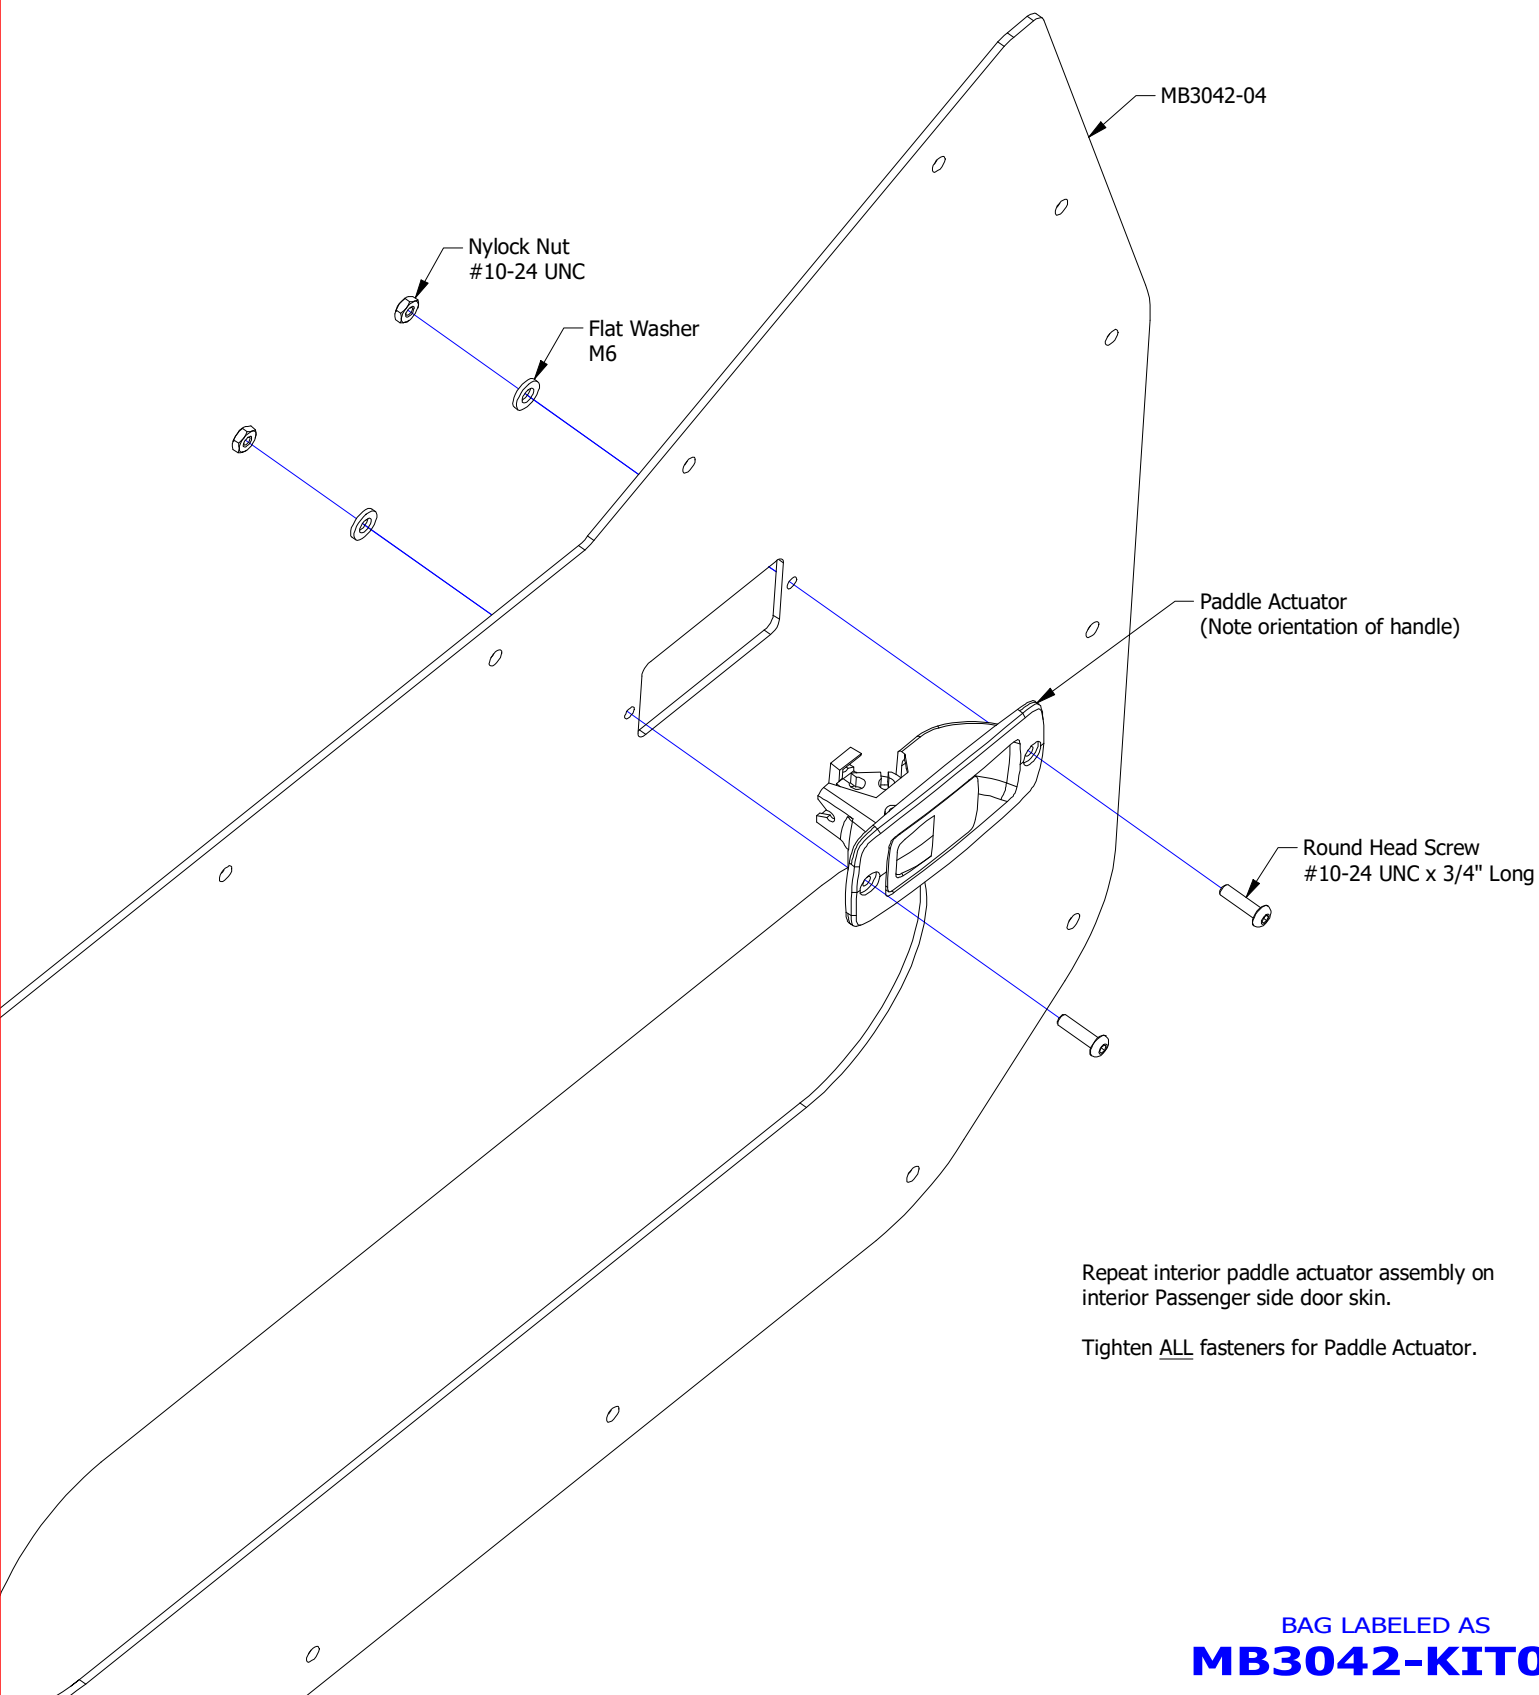 MB3042-04
Nylock Nut
#10-24 UNC
Flat Washer
M6
Paddle Actuator
(Note orientation of handle)
Round Head Screw
#10-24 UNC x 3/4" Long
Repeat interior paddle actuator assembly on
interior Passenger side door skin.
Tighten ALL fasteners for Paddle Actuator.
BAG LABELED AS
MB3042-KIT0